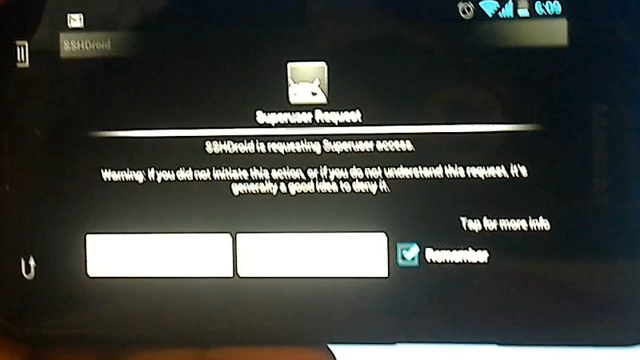 6:09
SSHDroid
Superuser Request
SSHDroid is requesting Superuser access.
Warning: If you did not initiate this action, or if you do not understand this request, it's
generally a good idea to deny it.
Tap for more info
Remember